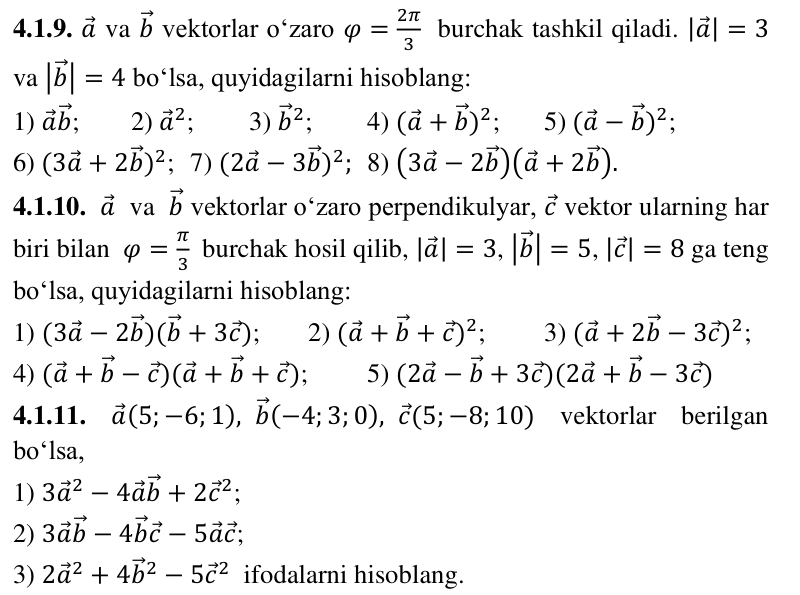 4.1.9. a⃗ va b⃗ vektorlar o‘zaro φ = 2π/3 burchak tashkil qiladi. |a⃗| = 3
va |b⃗| = 4 bo‘lsa, quyidagilarni hisoblang:
1) a⃗b⃗; 2) a⃗²; 3) b⃗²; 4) (a⃗ + b⃗)²; 5) (a⃗ − b⃗)²;
6) (3a⃗ + 2b⃗)²; 7) (2a⃗ − 3b⃗)²; 8) (3a⃗ − 2b⃗)(a⃗ + 2b⃗).
4.1.10. a⃗ va b⃗ vektorlar o‘zaro perpendikulyar, c⃗ vektor ularning har
biri bilan φ = π/3 burchak hosil qilib, |a⃗| = 3, |b⃗| = 5, |c⃗| = 8 ga teng
bo‘lsa, quyidagilarni hisoblang:
1) (3a⃗ − 2b⃗)(b⃗ + 3c⃗); 2) (a⃗ + b⃗ + c⃗)²; 3) (a⃗ + 2b⃗ − 3c⃗)²;
4) (a⃗ + b⃗ − c⃗)(a⃗ + b⃗ + c⃗); 5) (2a⃗ − b⃗ + 3c⃗)(2a⃗ + b⃗ − 3c⃗)
4.1.11. a⃗(5; −6; 1), b⃗(−4; 3; 0), c⃗(5; −8; 10) vektorlar berilgan
bo‘lsa,
1) 3a⃗² − 4a⃗b⃗ + 2c⃗²;
2) 3a⃗b⃗ − 4b⃗c⃗ − 5a⃗c⃗;
3) 2a⃗² + 4b⃗² − 5c⃗² ifodalarni hisoblang.